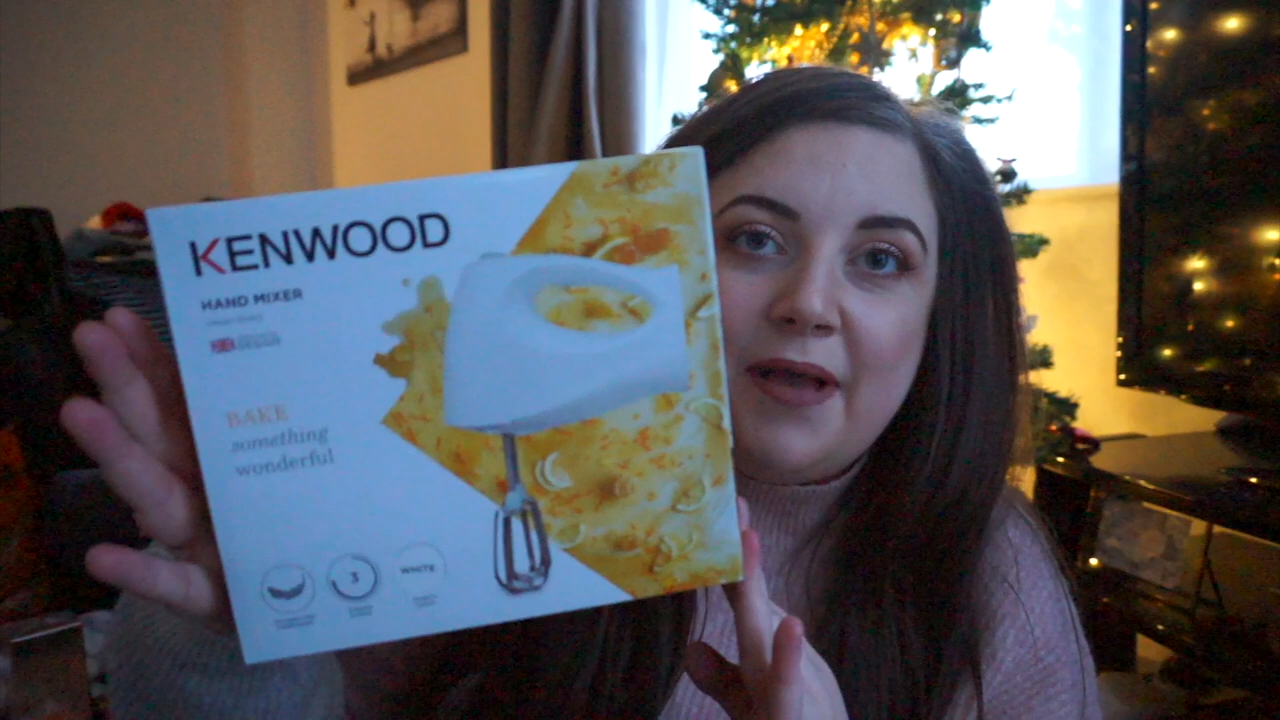 KENWOOD
HAND MIXER
BAKE
something
wonderful
3
WHITE